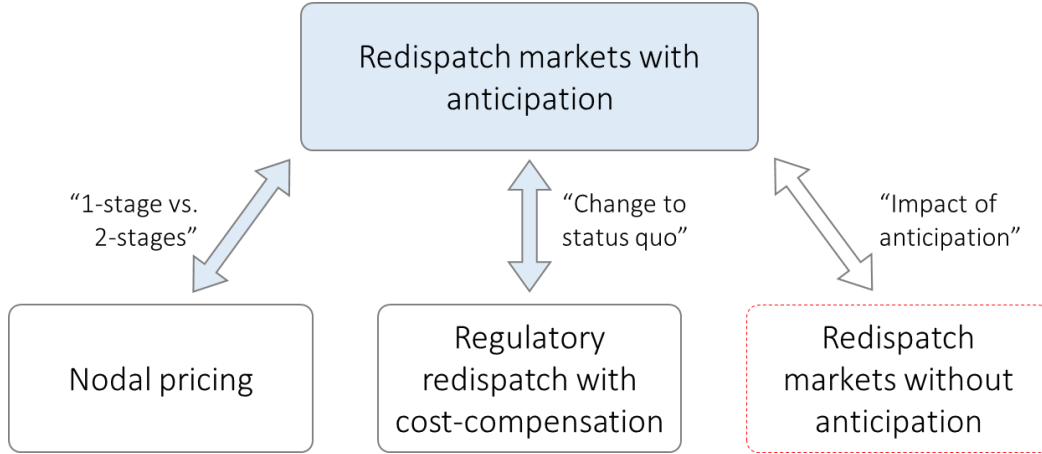 Redispatch markets with
anticipation
“1-stage vs.
2-stages”
“Change to
status quo”
“Impact of
anticipation”
Nodal pricing
Regulatory
redispatch with
cost-compensation
Redispatch
markets without
anticipation